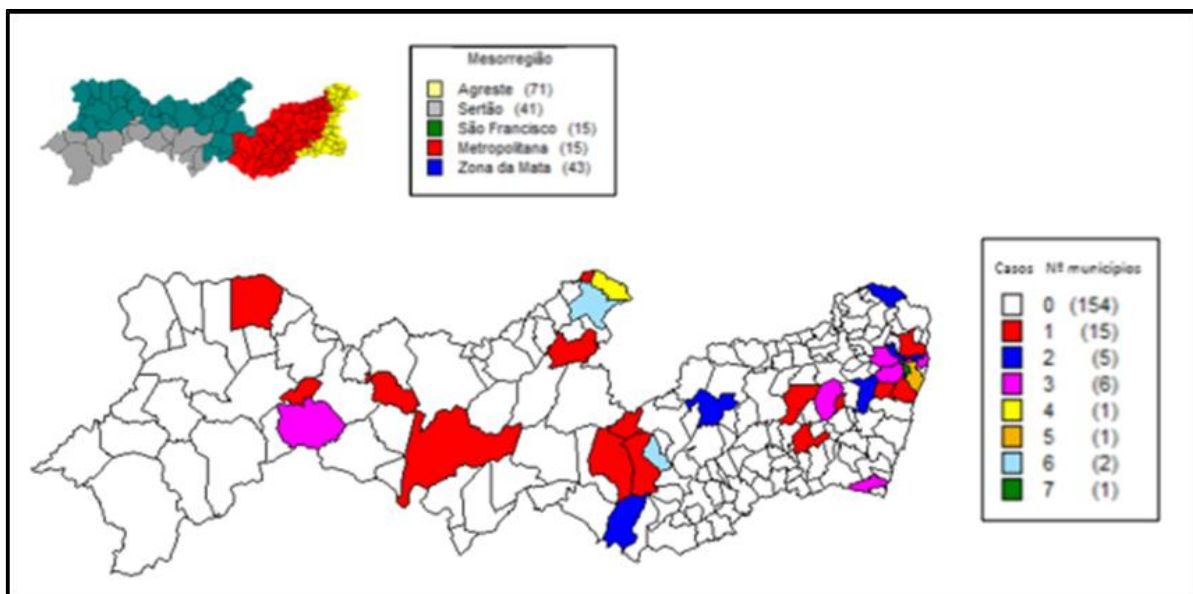 Mesorregião
Agreste (71)
Sertão (41)
São Francisco (15)
Metropolitana (15)
Zona da Mata (43)
Casos Nº municípios
0 (154)
1 (15)
2 (5)
3 (6)
4 (1)
5 (1)
6 (2)
7 (1)